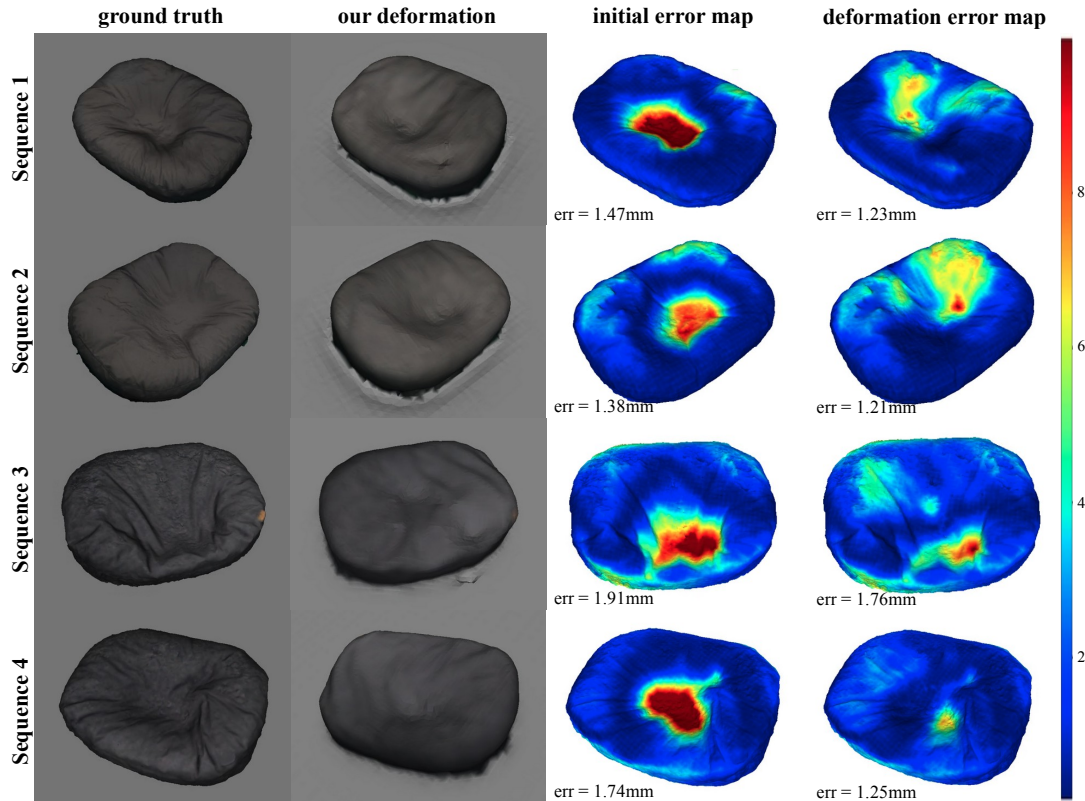 ground truth our deformation initial error map deformation error map
Sequence 1
err = 1.47mm err = 1.23mm
8
Sequence 2
err = 1.38mm err = 1.21mm
6
Sequence 3
err = 1.91mm err = 1.76mm
4
Sequence 4
err = 1.74mm err = 1.25mm
2